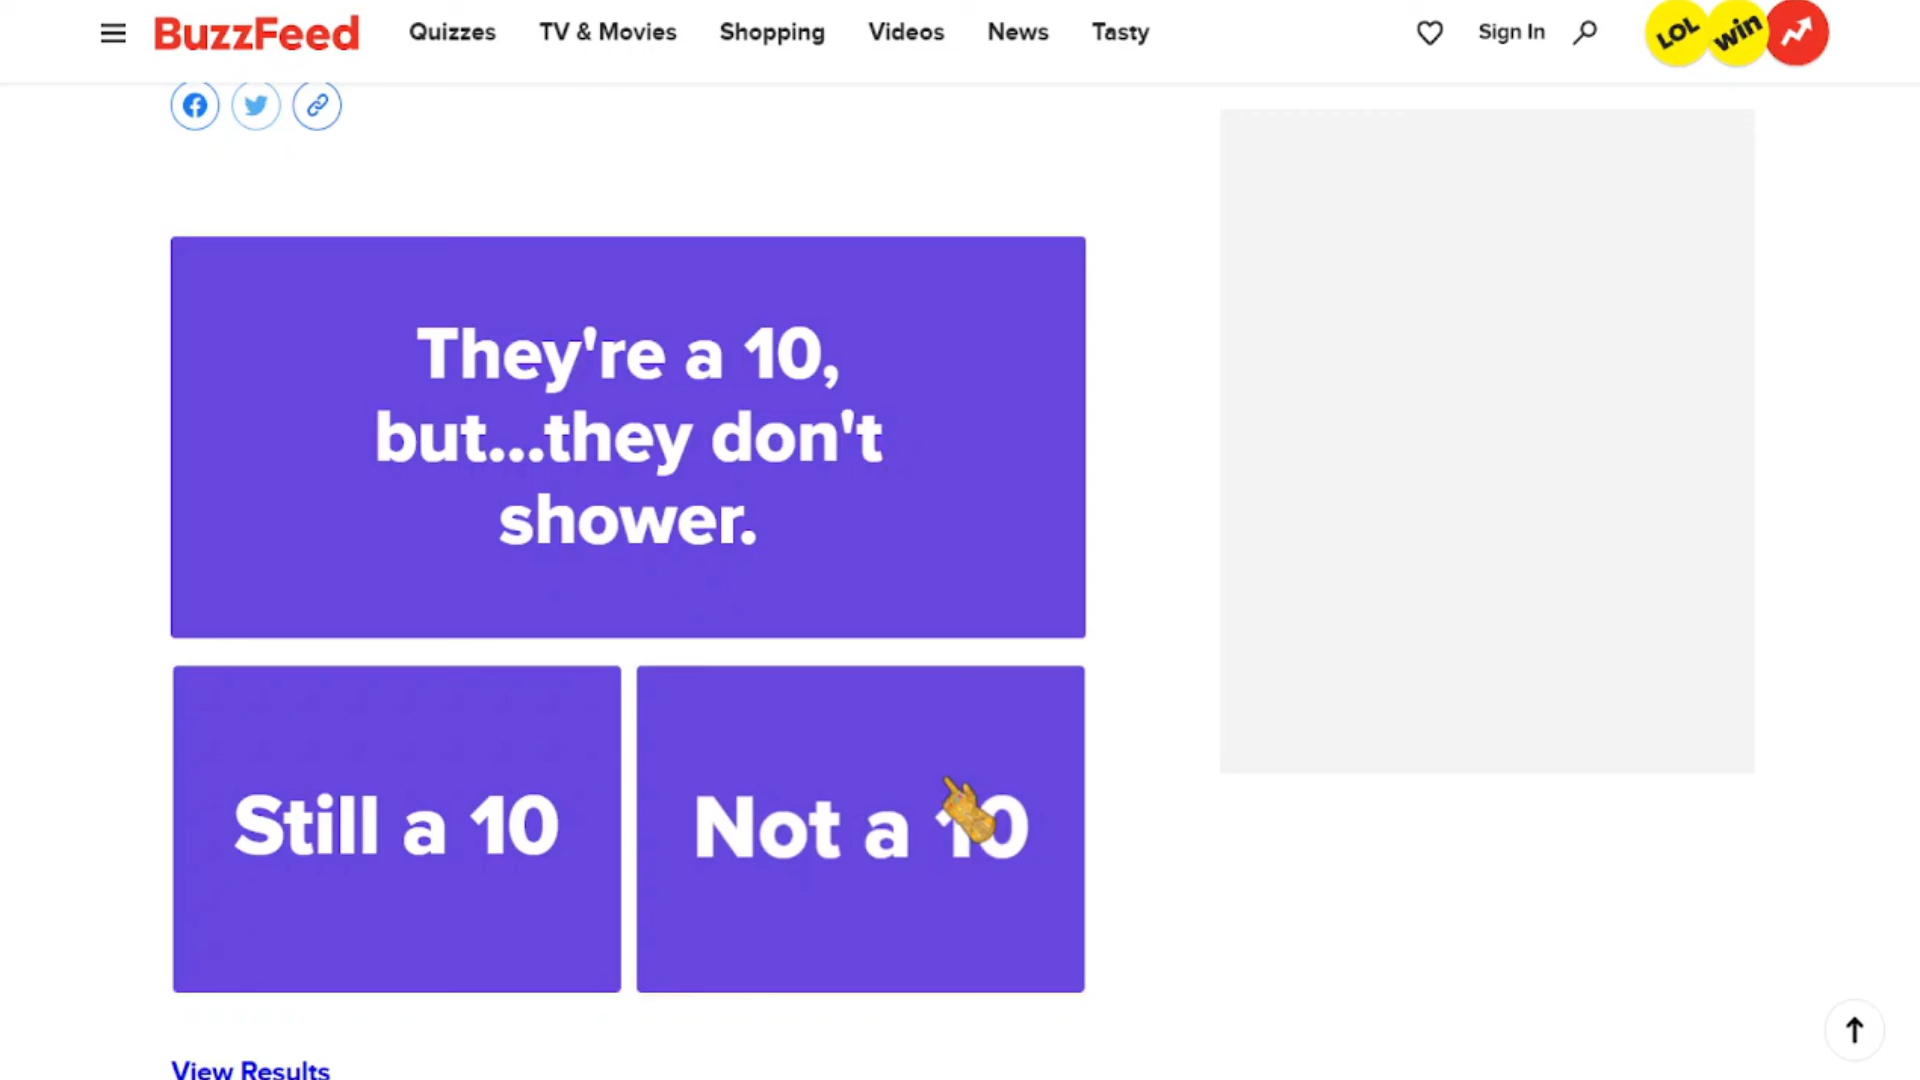 BuzzFeed Quizzes TV & Movies Shopping Videos News Tasty Sign In LOL win
They're a 10,
but...they don't
shower.
Still a 10
Not a 10
View Results